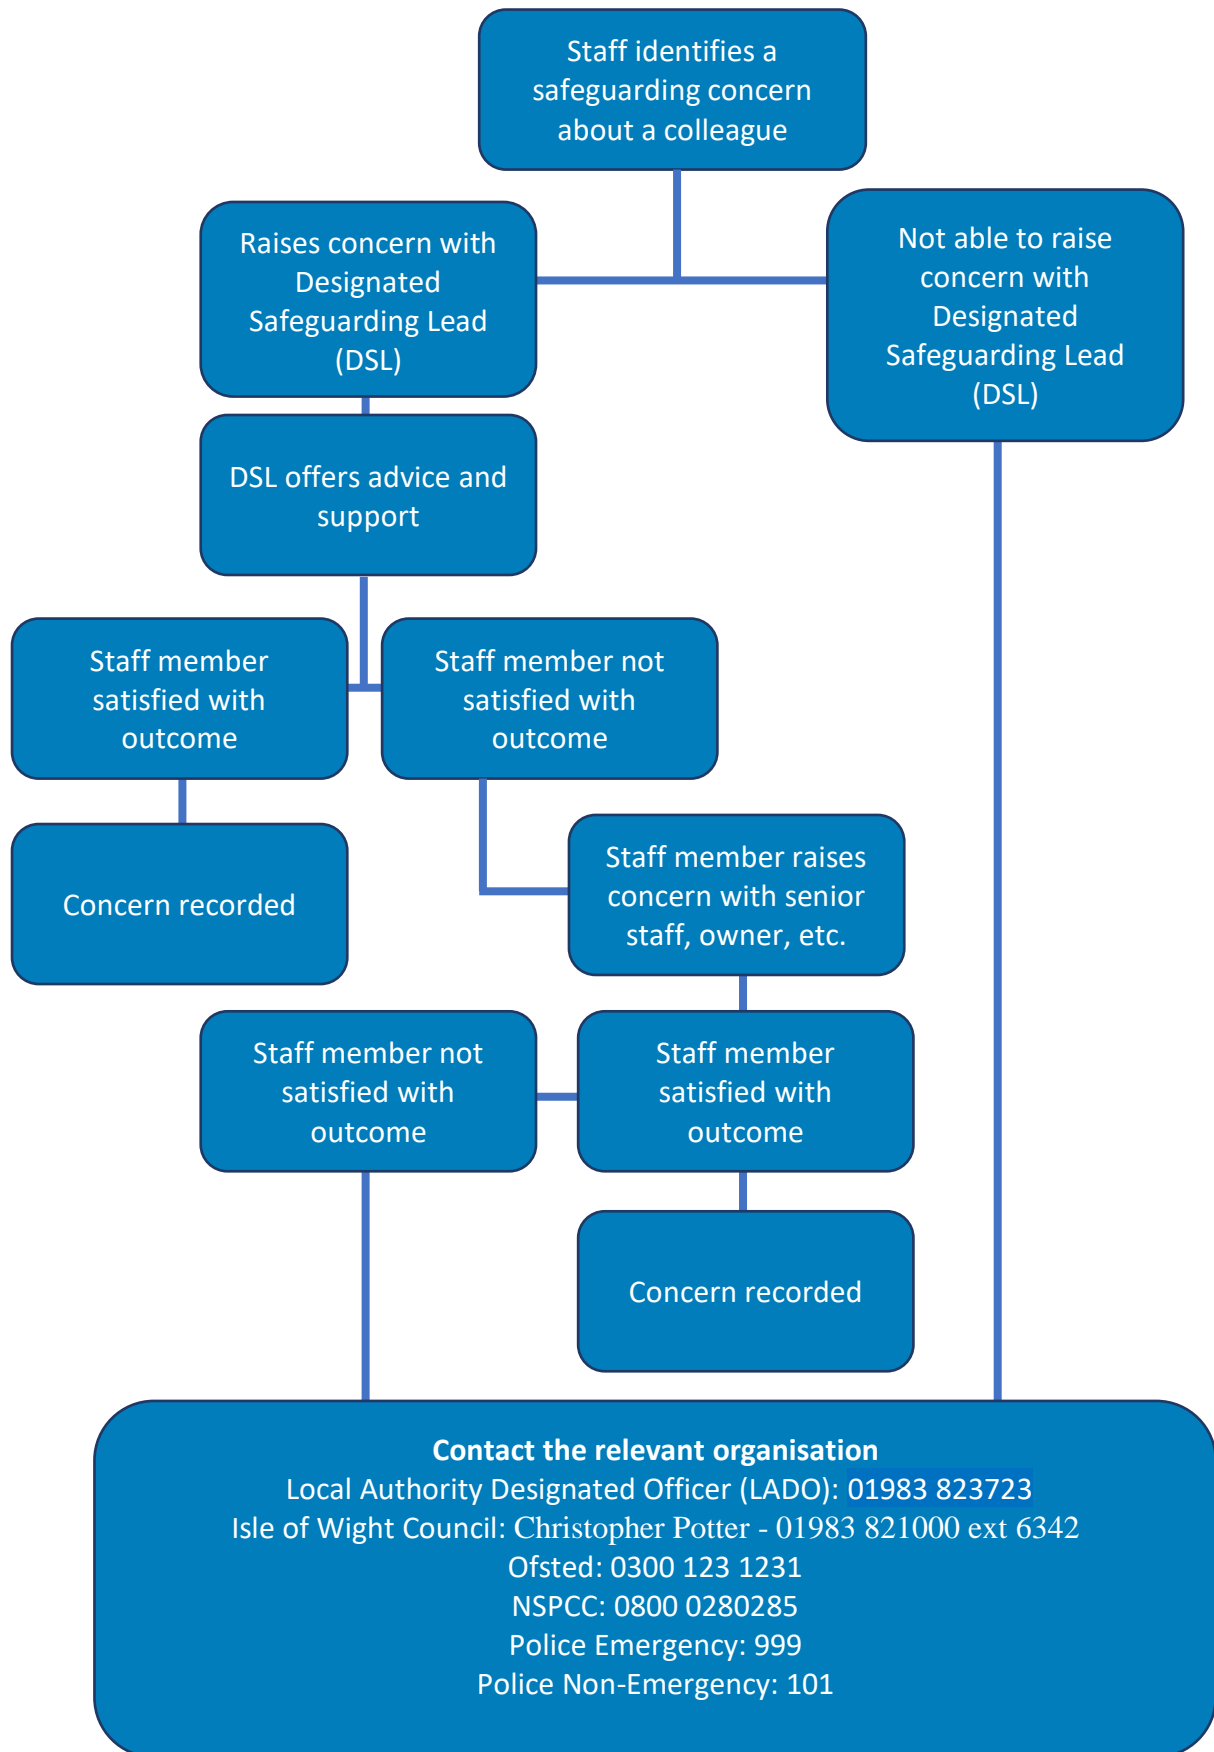 Staff identifies a
safeguarding concern
about a colleague
Raises concern with
Designated
Safeguarding Lead
(DSL)
Not able to raise
concern with
Designated
Safeguarding Lead
(DSL)
DSL offers advice and
support
Staff member
satisfied with
outcome
Staff member not
satisfied with
outcome
Concern recorded
Staff member raises
concern with senior
staff, owner, etc.
Staff member not
satisfied with
outcome
Staff member
satisfied with
outcome
Concern recorded
Contact the relevant organisation
Local Authority Designated Officer (LADO): 01983 823723
Isle of Wight Council: Christopher Potter - 01983 821000 ext 6342
Ofsted: 0300 123 1231
NSPCC: 0800 0280285
Police Emergency: 999
Police Non-Emergency: 101